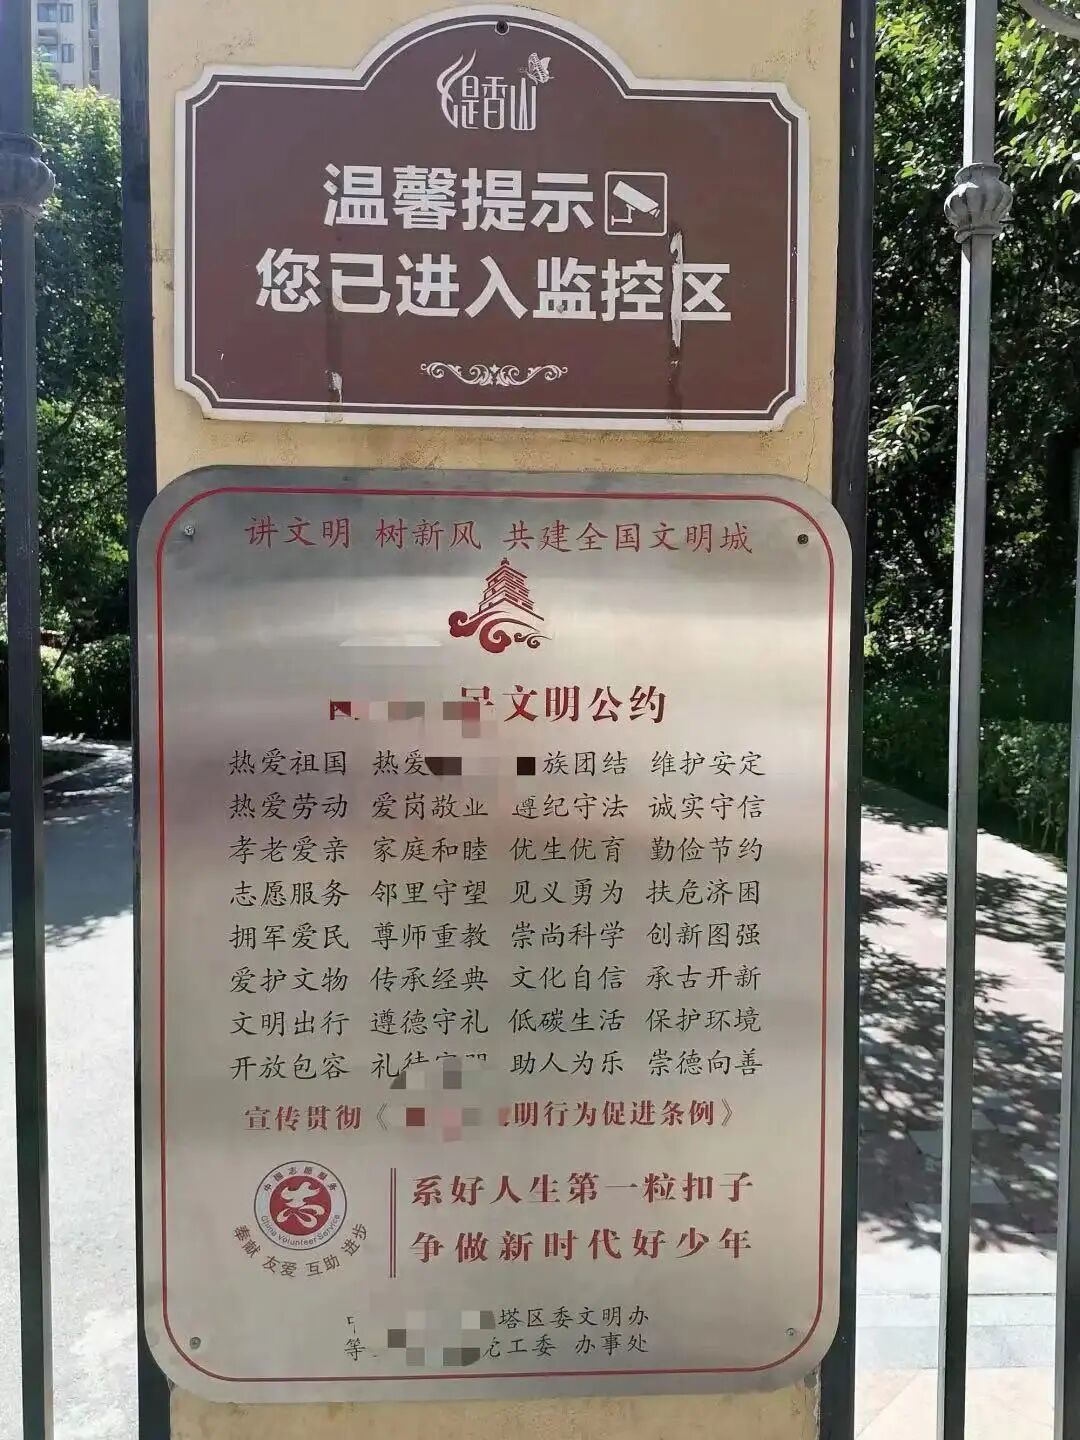 是香山
温馨提示
您已进入监控区
讲文明 树新风 共建全国文明城
文明公约
热爱祖国 热爱 族团结 维护安定
热爱劳动 爱岗敬业 遵纪守法 诚实守信
孝老爱亲 家庭和睦 优生优育 勤俭节约
志愿服务 邻里守望 见义勇为 扶危济困
拥军爱民 尊师重教 崇尚科学 创新图强
爱护文物 传承经典 文化自信 承古开新
文明出行 遵德守礼 低碳生活 保护环境
开放包容 礼 助人为乐 崇德向善
宣传贯彻《 明行为促进条例》
中国志愿服务
China Volunteer Service
奉献 友爱 互助 进步
系好人生第一粒扣子
争做新时代好少年
塔区委文明办
等 工委 办事处